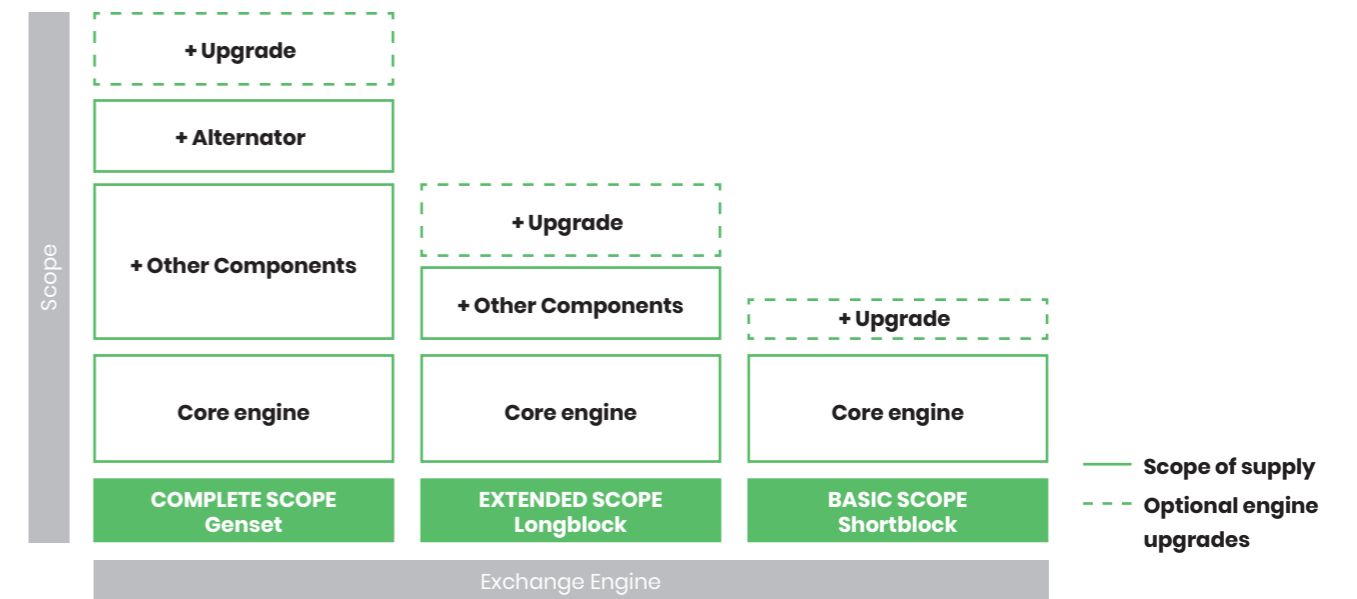 Scope
+ Upgrade
+ Alternator
+ Other Components
Core engine
COMPLETE SCOPE
Genset
+ Upgrade
+ Other Components
Core engine
EXTENDED SCOPE
Longblock
+ Upgrade
Core engine
BASIC SCOPE
Shortblock
Exchange Engine
Scope of supply
Optional engine
upgrades